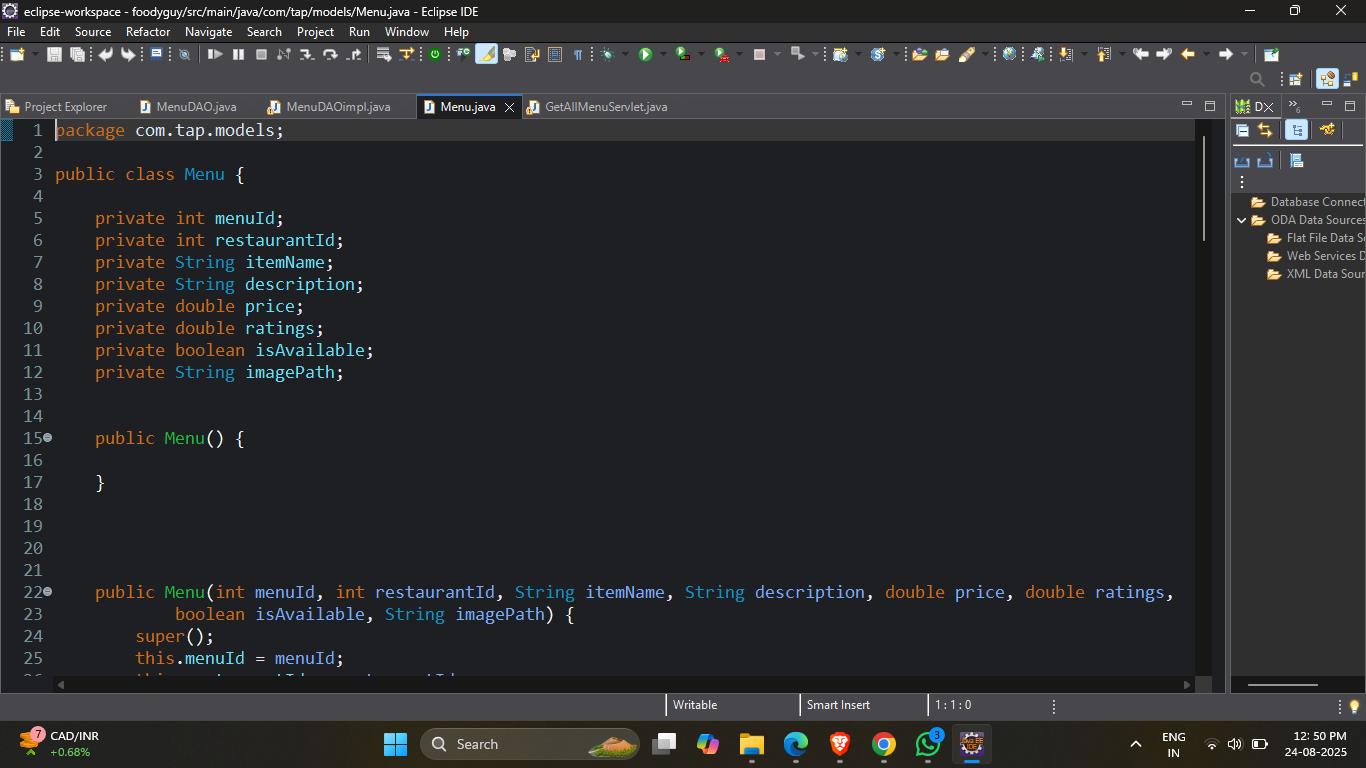 eclipse-workspace - foodyguy/src/main/java/com/tap/models/Menu.java - Eclipse IDE
File Edit Source Refactor Navigate Search Project Run Window Help
Project Explorer MenuDAO.java MenuDAOimpl.java Menu.java GetAllMenuServlet.java D 6
1 package com.tap.models;
2
3 public class Menu {
4
5 private int menuId;
6 private int restaurantId;
7 private String itemName;
8 private String description;
9 private double price;
10 private double ratings;
11 private boolean isAvailable;
12 private String imagePath;
13
14
15 public Menu() {
16
17 }
18
19
20
21
22 public Menu(int menuId, int restaurantId, String itemName, String description, double price, double ratings,
23 boolean isAvailable, String imagePath) {
24 super();
25 this.menuId = menuId;
Database Connect
ODA Data Sources
Flat File Data S
Web Services D
XML Data Sour
Writable Smart Insert 1 : 1 : 0
7 CAD/INR
+0.68%
Search
3
ENG
IN
12:50 PM
24-08-2025